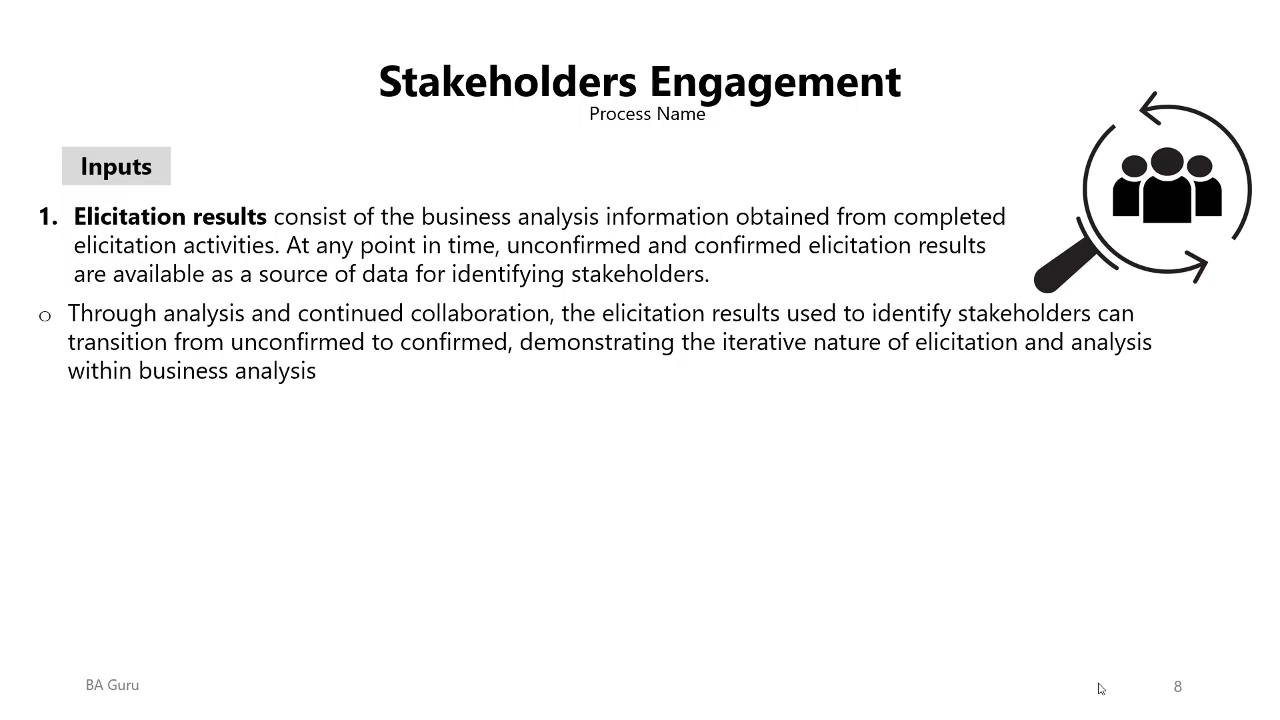 Stakeholders Engagement
Process Name
Inputs
1. Elicitation results consist of the business analysis information obtained from completed
elicitation activities. At any point in time, unconfirmed and confirmed elicitation results
are available as a source of data for identifying stakeholders.
o Through analysis and continued collaboration, the elicitation results used to identify stakeholders can
transition from unconfirmed to confirmed, demonstrating the iterative nature of elicitation and analysis
within business analysis
BA Guru
8